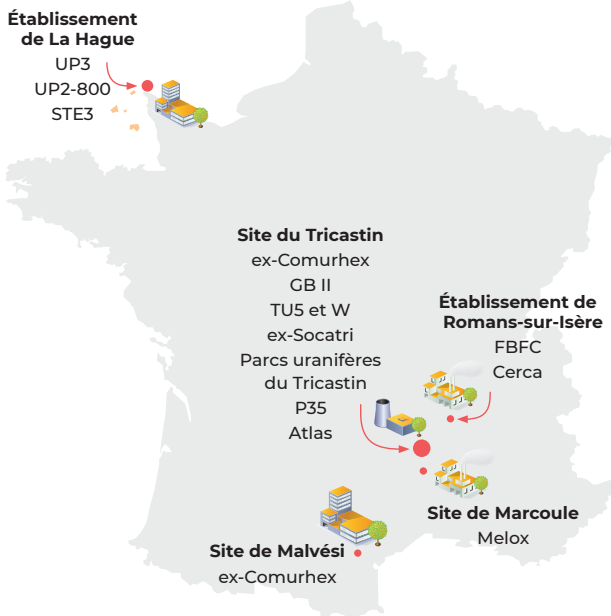 Établissement
de La Hague
UP3
UP2-800
STE3
Site du Tricastin
ex-Comurhex
GB II
TU5 et W
ex-Socatri
Parcs uranifères
du Tricastin
P35
Atlas
Établissement de
Romans-sur-Isère
FBFC
Cerca
Site de Marcoule
Melox
Site de Malvési
ex-Comurhex